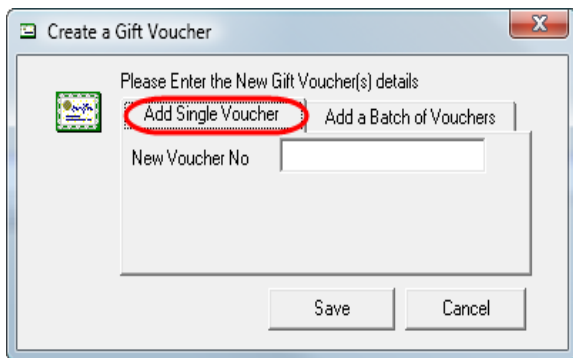 Create a Gift Voucher
X
Please Enter the New Gift Voucher(s) details
Add Single Voucher
Add a Batch of Vouchers
New Voucher No
Save
Cancel